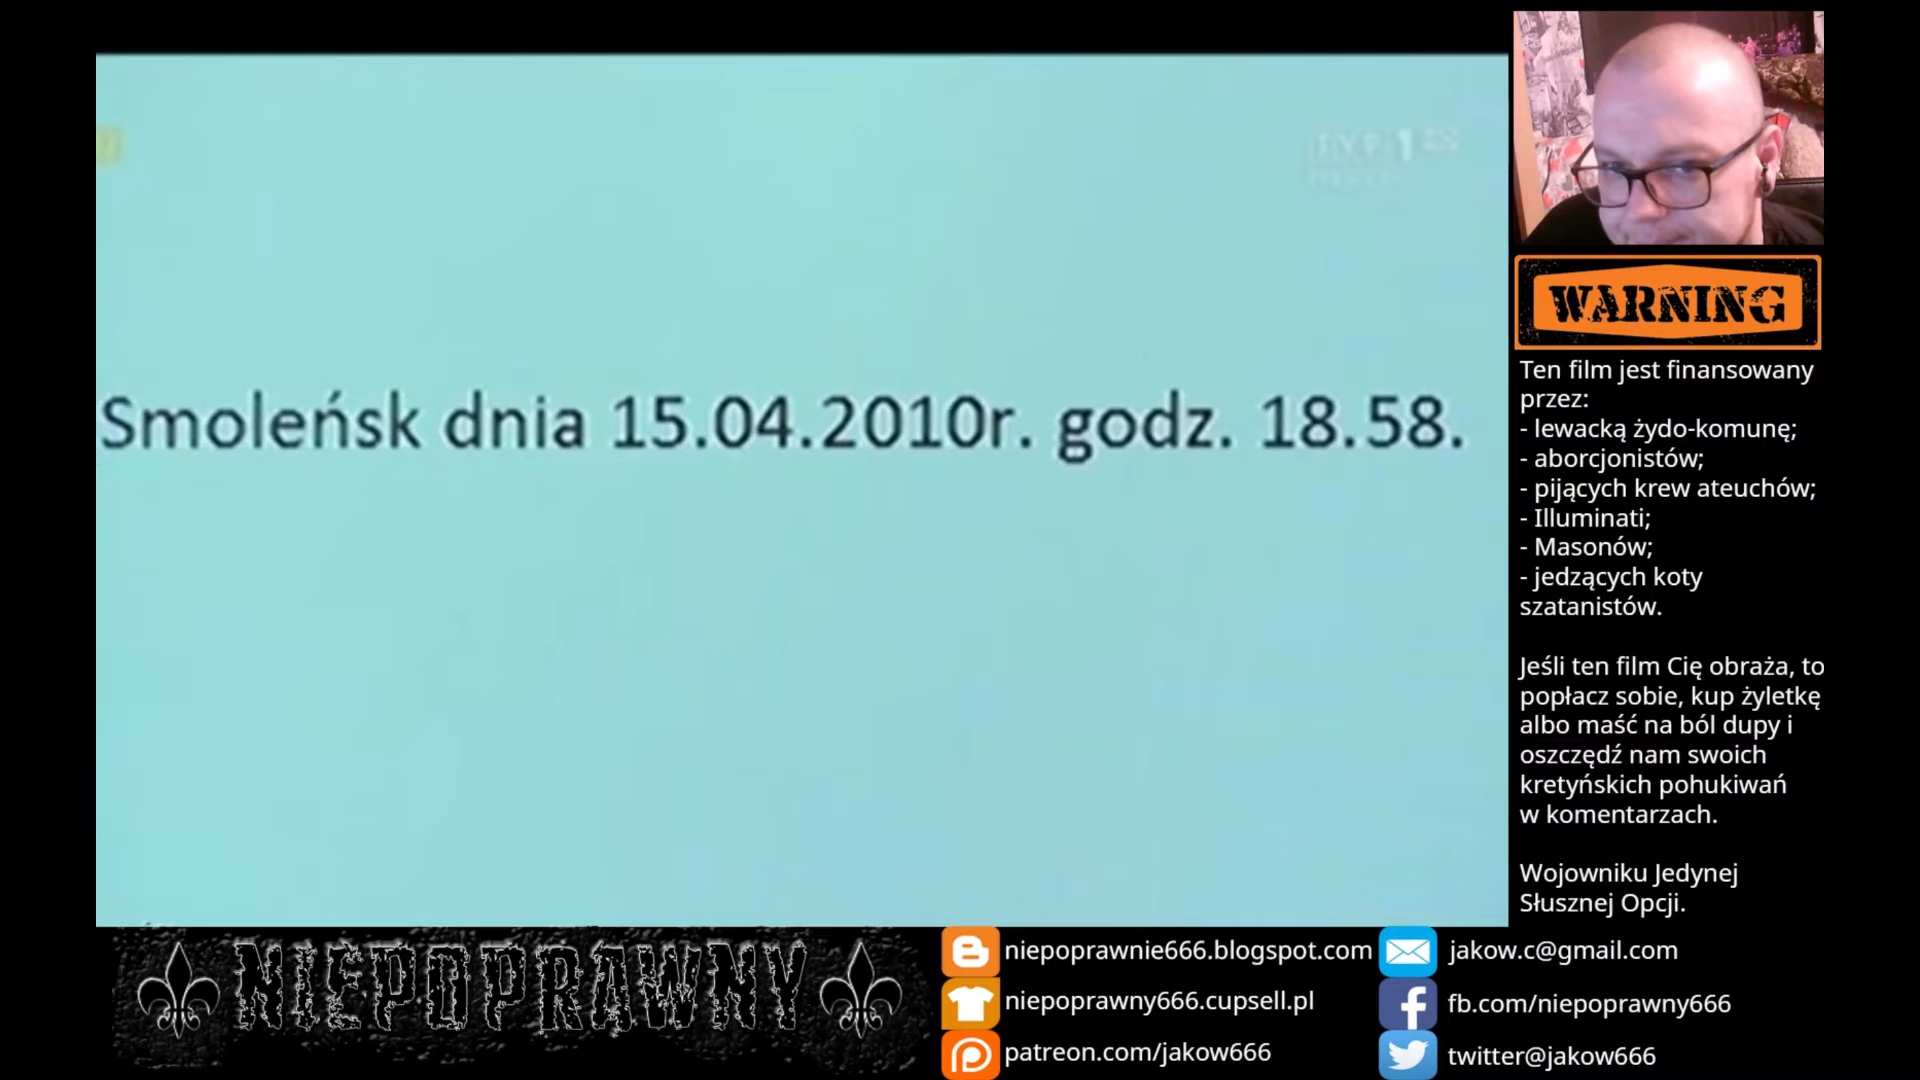 TVP 1 HD
Smoleńsk dnia 15.04.2010r. godz. 18.58.
WARNING
Ten film jest finansowany
przez:
- lewacką żydo-komunę;
- aborcjonistów;
- pijących krew ateuchów;
- Illuminati;
- Masonów;
- jedzących koty
szatanistów.
Jeśli ten film Cię obraża, to
popłacz sobie, kup żyletkę
albo maść na ból dupy i
oszczędź nam swoich
kretyńskich pohukiwań
w komentarzach.
Wojowniku Jedynej
Słusznej Opcji.
NIEPOPRAWNY
niepoprawnie666.blogspot.com
niepoprawny666.cupsell.pl
patreon.com/jakow666
jakow.c@gmail.com
fb.com/niepoprawny666
twitter@jakow666